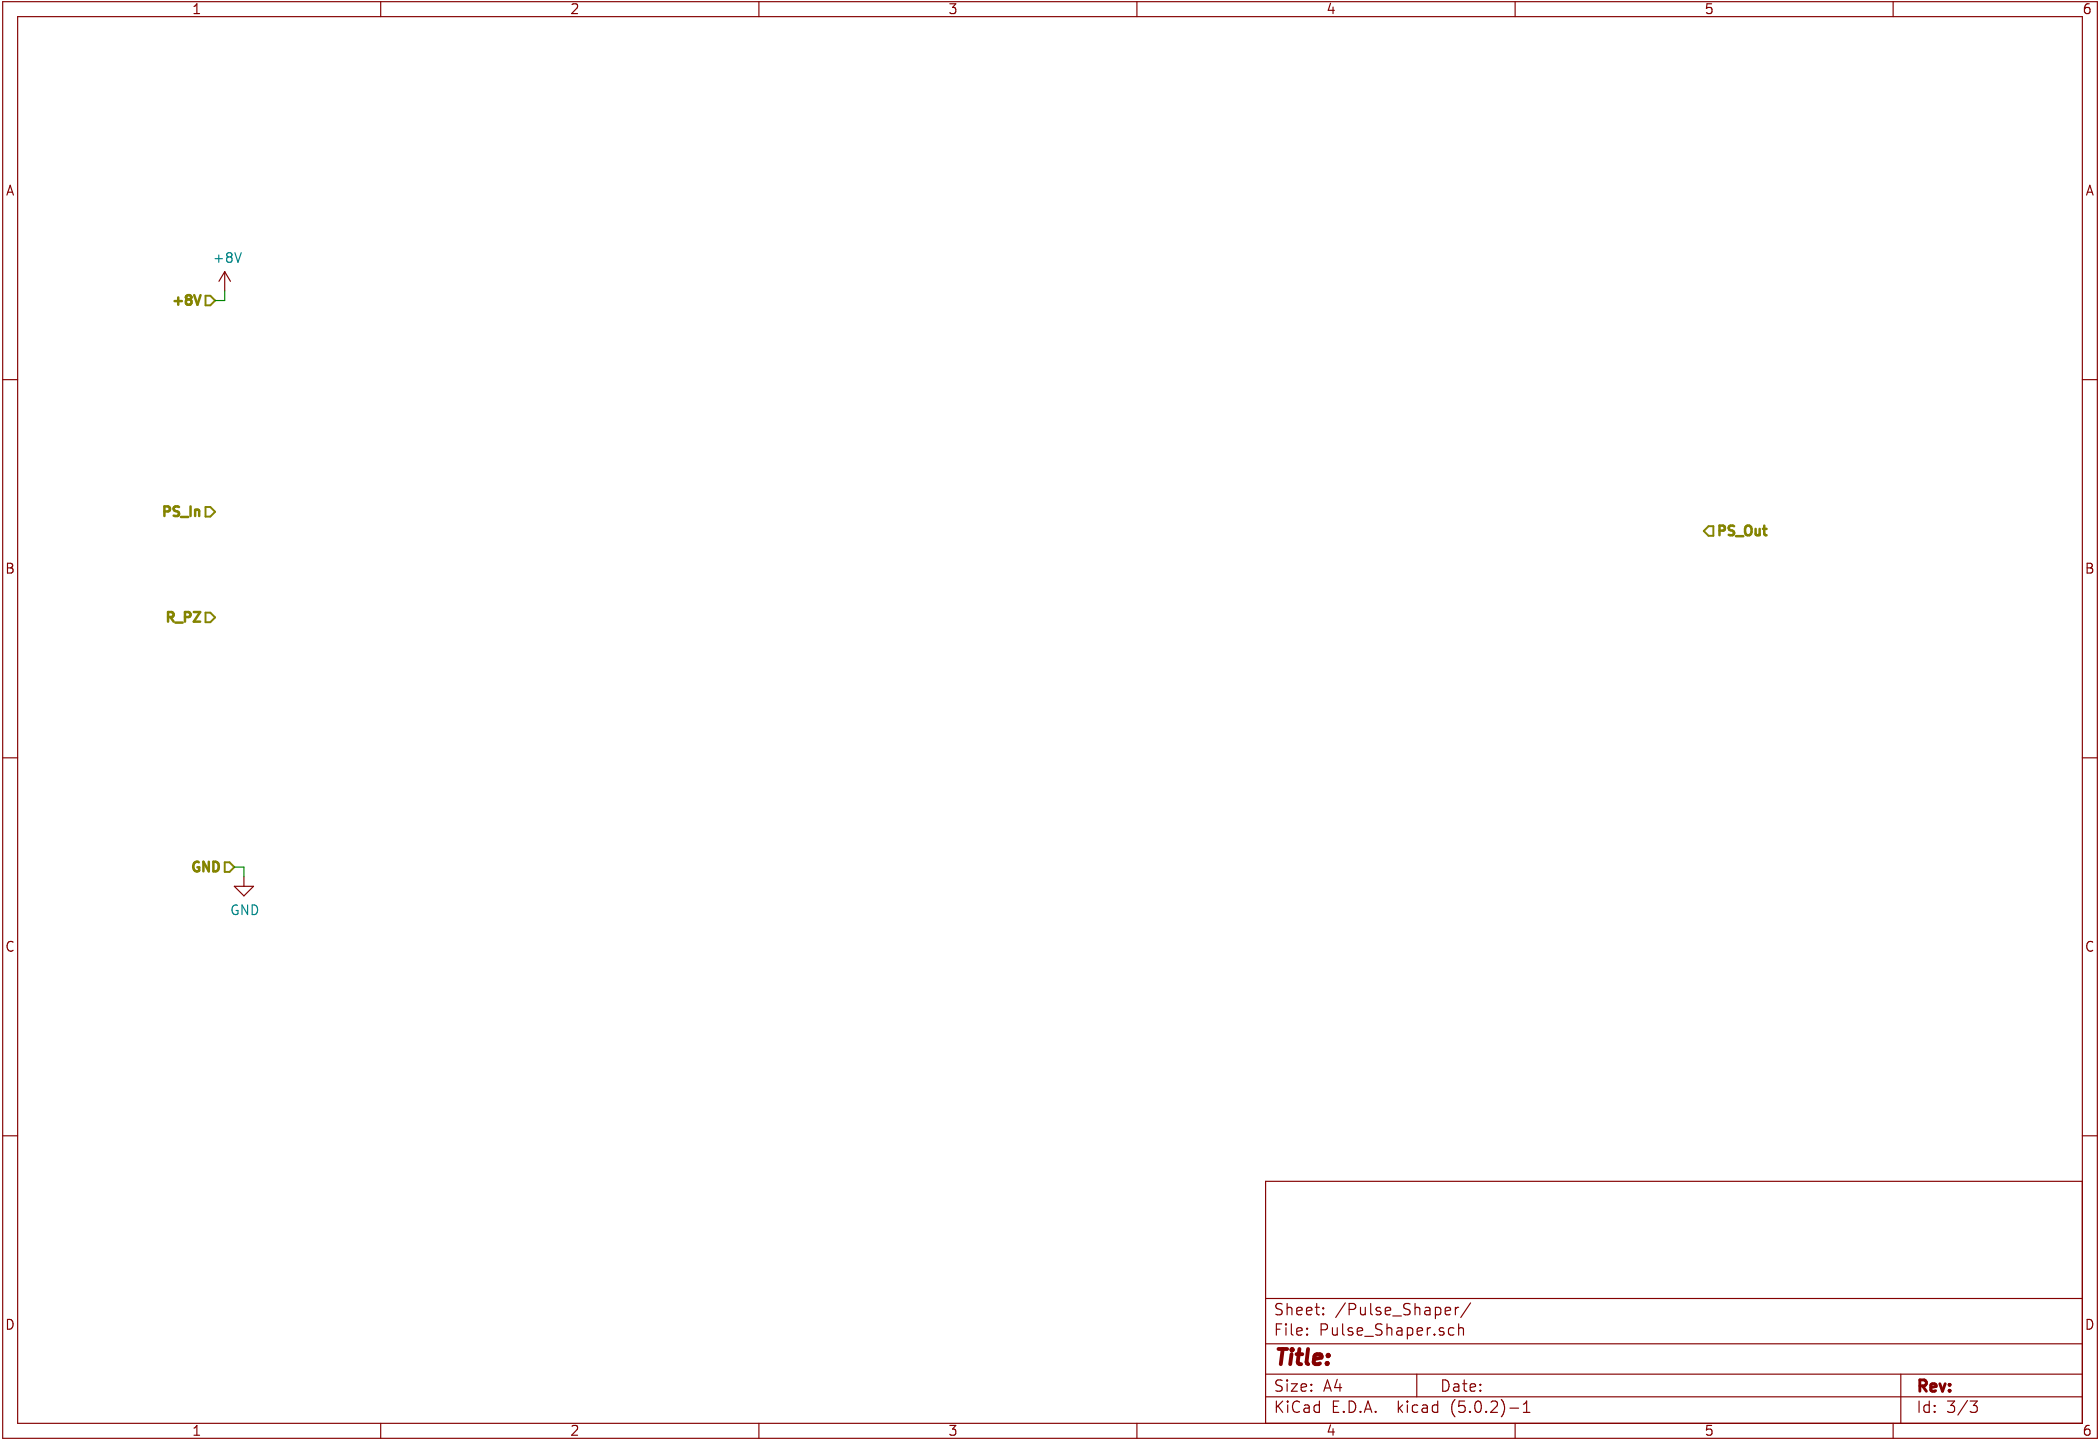 1 2 3 4 5 6
A A
+8V
+8V
PS_In
PS_Out
B B
R_PZ
GND
GND
C C
Sheet: /Pulse_Shaper/
File: Pulse_Shaper.sch
D D
Title:
Size: A4 Date: Rev:
KiCad E.D.A. kicad (5.0.2)-1 Id: 3/3
1 2 3 4 5 6